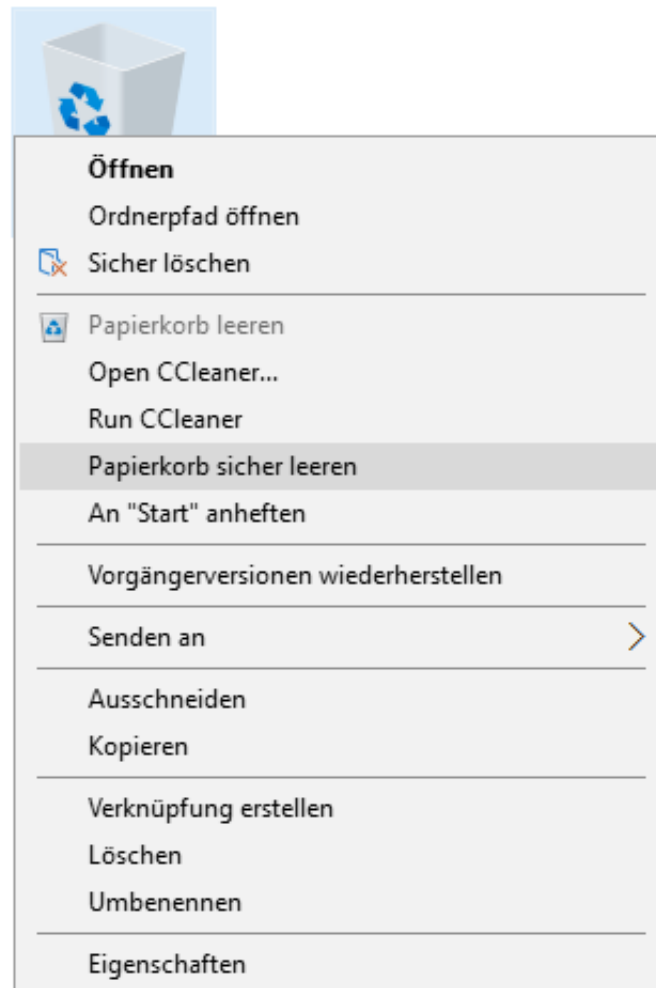 Öffnen
Ordnerpfad öffnen
Sicher löschen
Papierkorb leeren
Open CCleaner...
Run CCleaner
Papierkorb sicher leeren
An "Start" anheften
Vorgängerversionen wiederherstellen
Senden an
Ausschneiden
Kopieren
Verknüpfung erstellen
Löschen
Umbenennen
Eigenschaften